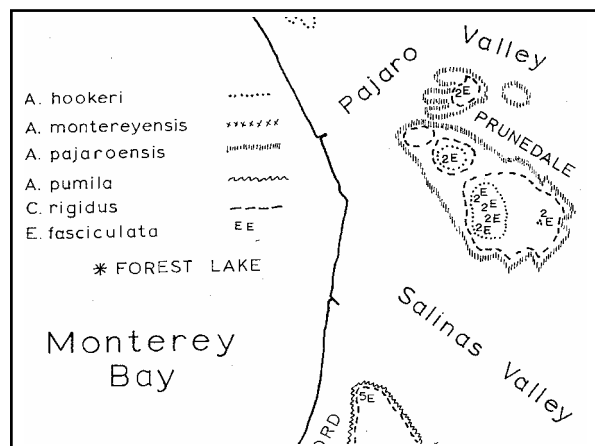 A. hookeri
A. montereyensis
A. pajaroensis
A. pumila
C. rigidus
E. fasciculata EE
* FOREST LAKE
Monterey
Bay
Pajaro Valley
PRUNEDALE
2E
2E
2E
2E
2E
2E
2E
Salinas Valley
5E
ORD